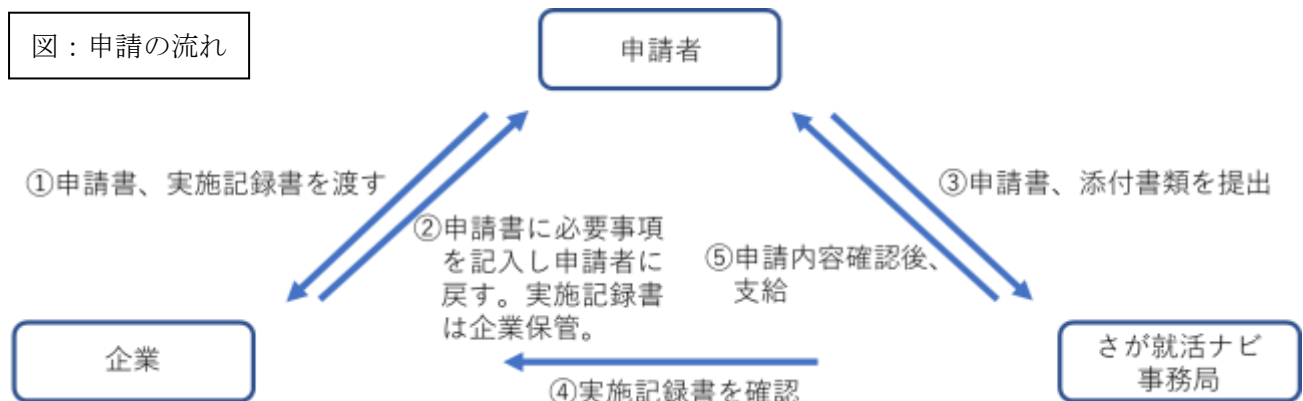 図：申請の流れ
申請者
①申請書、実施記録書を渡す
②申請書に必要事項
を記入し申請者に
戻す。実施記録書
は企業保管。
③申請書、添付書類を提出
⑤申請内容確認後、
支給
企業
さが就活ナビ
事務局
④実施記録書を確認